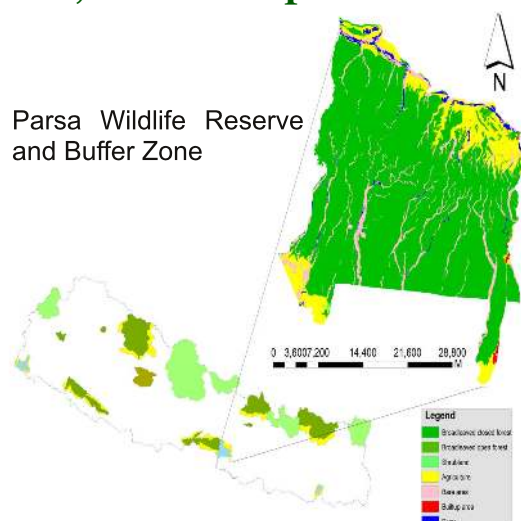 N
Parsa Wildlife Reserve
and Buffer Zone
0 3,600 7,200 14,400 21,600 28,800
Legend
Broadleaved closed forest
Broadleaved open forest
Shrubland
Agriculture
Bare area
Builtup area